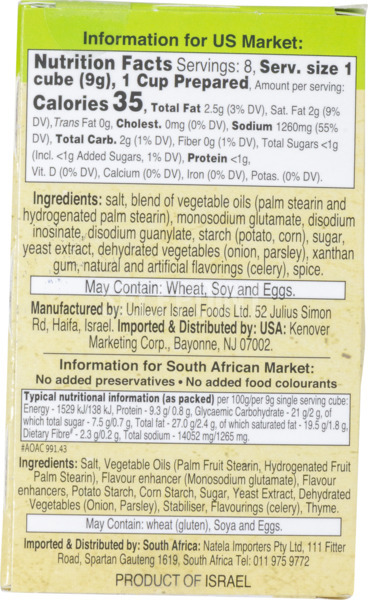 Information for US Market:
Nutrition Facts Servings: 8, Serv. size 1
cube (9g), 1 Cup Prepared, Amount per serving:
Calories 35, Total Fat 2.5g (3% DV), Sat. Fat 2g (9%
DV), Trans Fat 0g, Cholest. 0mg (0% DV), Sodium 1260mg (55%
DV), Total Carb. 2g (1% DV), Fiber 0g (1% DV), Total Sugars <1g
(Incl. <1g Added Sugars, 1% DV), Protein <1g,
Vit. D (0% DV), Calcium (0% DV), Iron (0% DV), Potas. (0% DV).
Ingredients: salt, blend of vegetable oils (palm stearin and
hydrogenated palm stearin), monosodium glutamate, disodium
inosinate, disodium guanylate, starch (potato, corn), sugar,
yeast extract, dehydrated vegetables (onion, parsley), xanthan
gum, natural and artificial flavorings (celery), spice.
May Contain: Wheat, Soy and Eggs.
Manufactured by: Unilever Israel Foods Ltd. 52 Julius Simon
Rd, Haifa, Israel. Imported & Distributed by: USA: Kenover
Marketing Corp., Bayonne, NJ 07002.
Information for South African Market:
No added preservatives • No added food colourants
Typical nutritional information (as packed) per 100g/per 9g single serving cube:
Energy - 1529 kJ/138 kJ, Protein - 9.3 g/0.8 g, Glycaemic Carbohydrate - 21 g/2 g, of
which total sugar - 7.5 g/0.7 g, Total fat - 27.0 g/2.4 g, of which saturated fat - 19.5 g/1.8 g,
Dietary Fibre# - 2.3 g/0.2 g, Total sodium - 14052 mg/1265 mg.
#AOAC 991.43
Ingredients: Salt, Vegetable Oils (Palm Fruit Stearin, Hydrogenated Fruit
Palm Stearin), Flavour enhancer (Monosodium glutamate), Flavour
enhancers, Potato Starch, Corn Starch, Sugar, Yeast Extract, Dehydrated
Vegetables (Onion, Parsley), Stabiliser, Flavourings (celery), Thyme.
May Contain: wheat (gluten), Soya and Eggs.
Imported & Distributed by: South Africa: Natela Importers Pty Ltd, 111 Fitter
Road, Spartan Gauteng 1619, South Africa Tel: 011 975 9772
PRODUCT OF ISRAEL